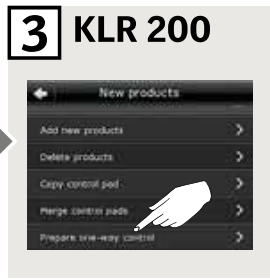 3 KLR 200
New products
Add new products
Delete products
Copy control pad
Merge control pads
Prepare one-way control